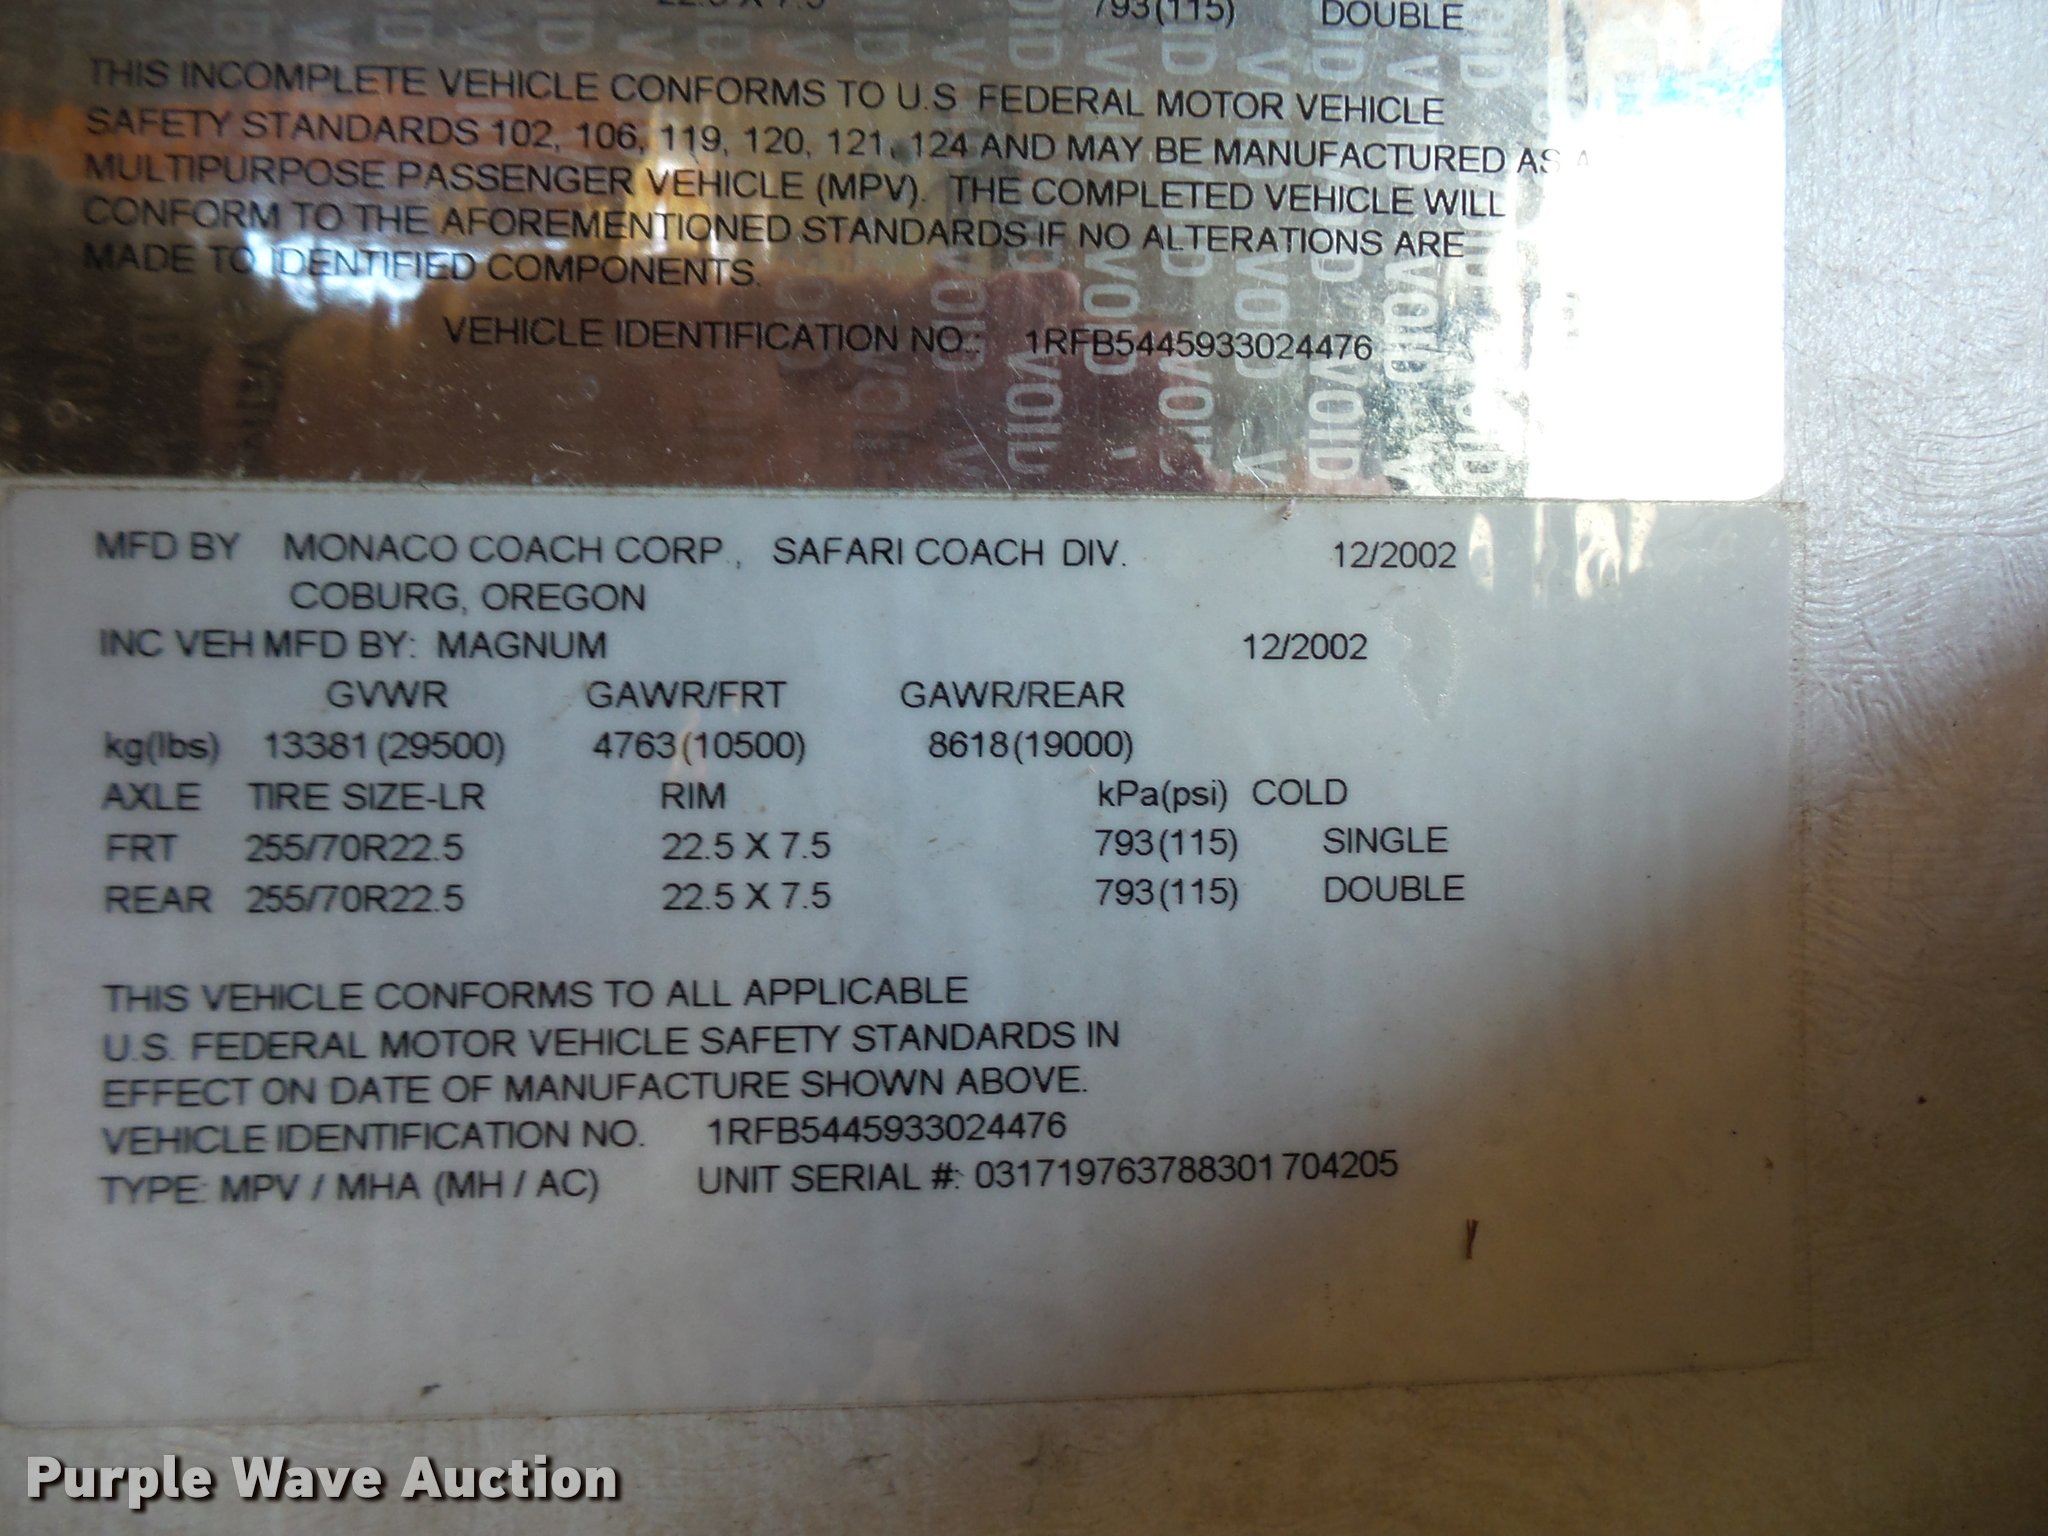 22.5 X 7.5 793(115) DOUBLE
THIS INCOMPLETE VEHICLE CONFORMS TO U.S FEDERAL MOTOR VEHICLE
SAFETY STANDARDS 102, 106, 119, 120, 121, 124 AND MAY BE MANUFACTURED AS A
MULTIPURPOSE PASSENGER VEHICLE (MPV). THE COMPLETED VEHICLE WILL
CONFORM TO THE AFOREMENTIONED STANDARDS IF NO ALTERATIONS ARE
MADE TO IDENTIFIED COMPONENTS.
VEHICLE IDENTIFICATION NO.: 1RFB5445933024476
MFD BY MONACO COACH CORP., SAFARI COACH DIV. 12/2002
COBURG, OREGON
INC VEH MFD BY: MAGNUM 12/2002
GVWR GAWR/FRT GAWR/REAR
kg(lbs) 13381(29500) 4763(10500) 8618(19000)
AXLE TIRE SIZE-LR RIM kPa(psi) COLD
FRT 255/70R22.5 22.5 X 7.5 793(115) SINGLE
REAR 255/70R22.5 22.5 X 7.5 793(115) DOUBLE
THIS VEHICLE CONFORMS TO ALL APPLICABLE
U.S. FEDERAL MOTOR VEHICLE SAFETY STANDARDS IN
EFFECT ON DATE OF MANUFACTURE SHOWN ABOVE.
VEHICLE IDENTIFICATION NO. 1RFB5445933024476
TYPE: MPV / MHA (MH / AC) UNIT SERIAL #: 031719763788301704205
Purple Wave Auction